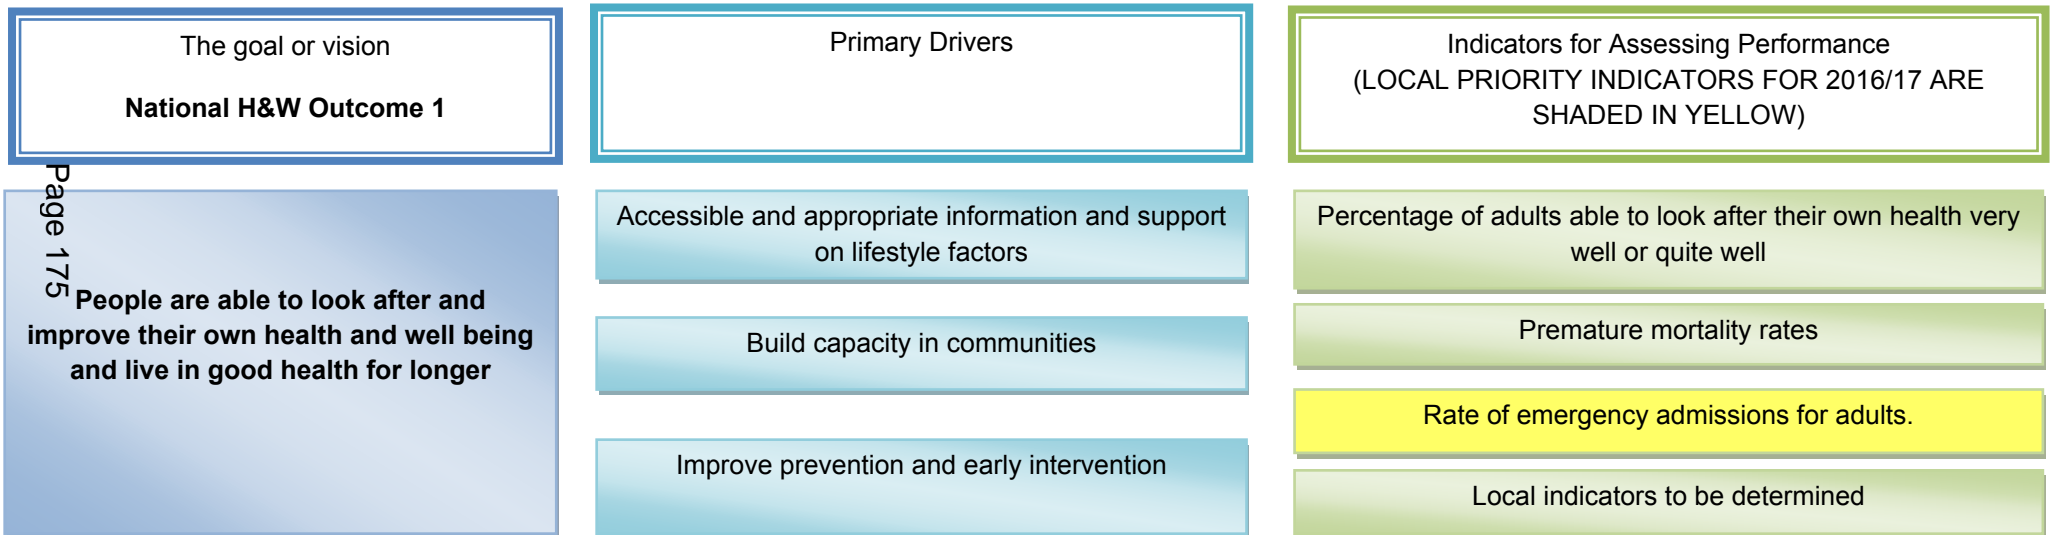 The goal or vision
National H&W Outcome 1
Primary Drivers
Indicators for Assessing Performance
(LOCAL PRIORITY INDICATORS FOR 2016/17 ARE
SHADED IN YELLOW)
Page 175
People are able to look after and
improve their own health and well being
and live in good health for longer
Accessible and appropriate information and support
on lifestyle factors
Build capacity in communities
Improve prevention and early intervention
Percentage of adults able to look after their own health very
well or quite well
Premature mortality rates
Rate of emergency admissions for adults.
Local indicators to be determined